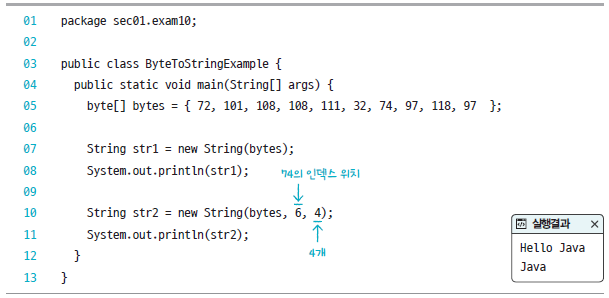 01 package sec01.exam10;
02
03 public class ByteToStringExample {
04 public static void main(String[] args) {
05 byte[] bytes = { 72, 101, 108, 108, 111, 32, 74, 97, 118, 97 };
06
07 String str1 = new String(bytes);
08 System.out.println(str1);
74의 인덱스 위치
09
10 String str2 = new String(bytes, 6, 4);
11 System.out.println(str2);
4개
12 }
13 }
실행결과
Hello Java
Java